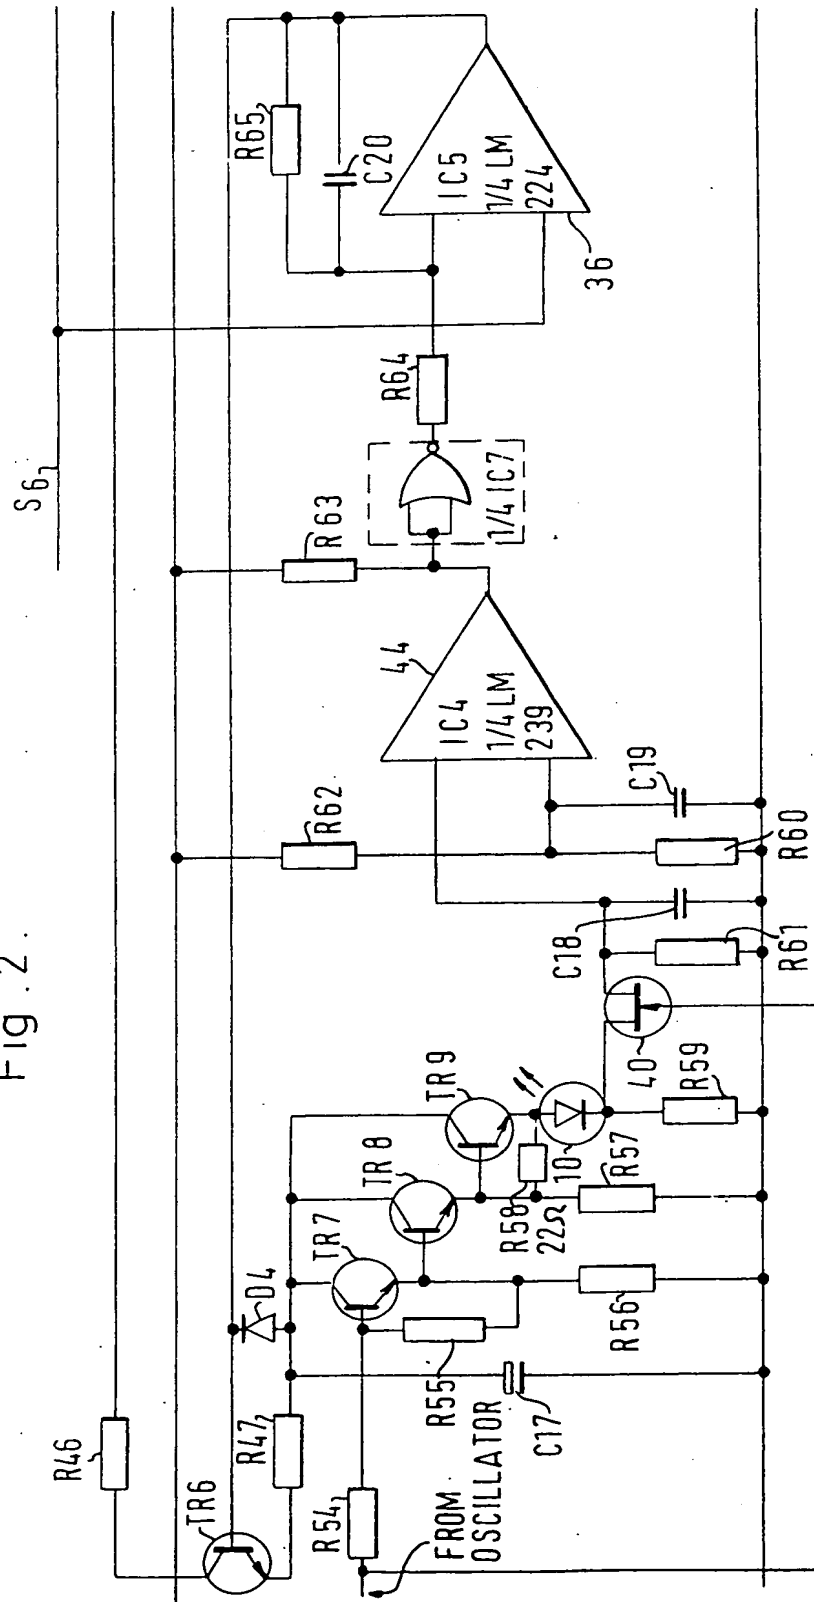 Fig. 2.
S6
R46
TR6
R47
D4
R54
FROM
OSCILLATOR
R55
C17
TR7
R56
TR8
R58
22Ω
R57
TR9
10
R59
40
R61
C18
R60
C19
R62
44
IC4
1/4 LM
239
R63
1/4 IC7
R64
R65
C20
IC5
1/4 LM
224
36